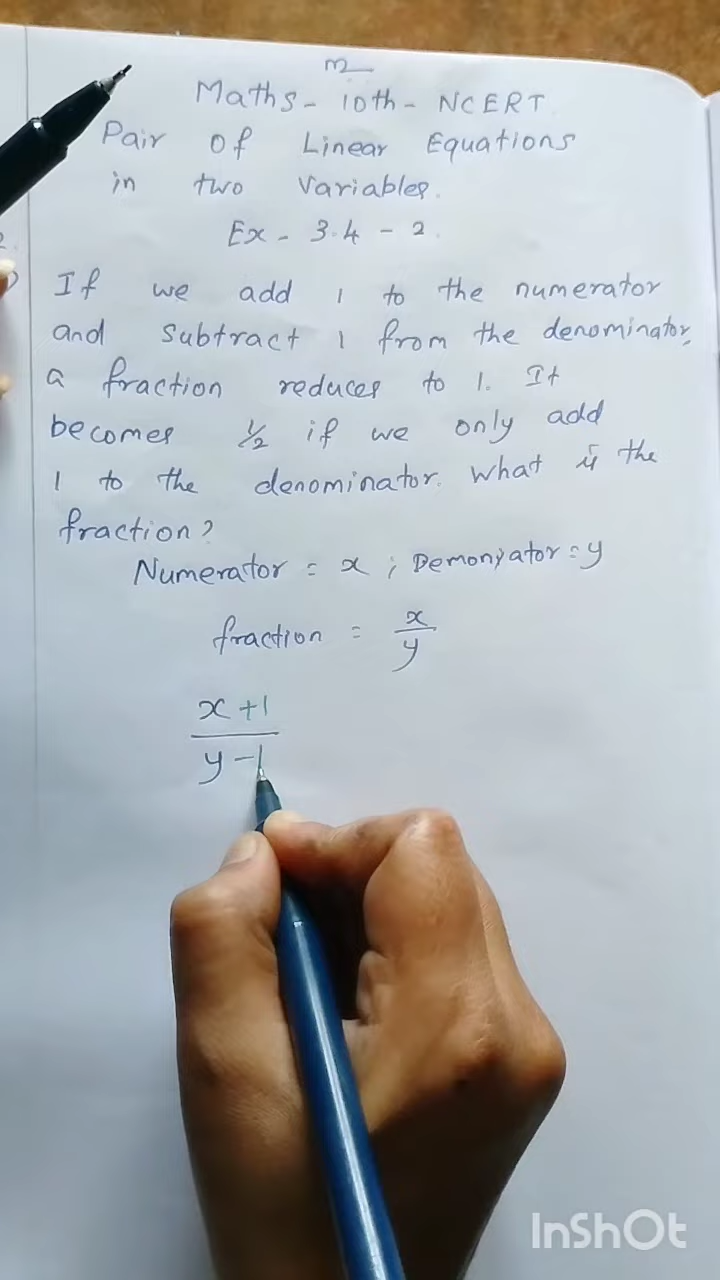 m
Maths - 10th - NCERT
Pair of Linear Equations
in two Variables.
Ex - 3.4 - 2.
If we add 1 to the numerator
and subtract 1 from the denominator,
a fraction reduces to 1. It
becomes 1/2 if we only add
1 to the denominator. What is the
fraction?
Numerator = x ; Demoniator = y
fraction = x/y
x + 1
y - 1
InShOt